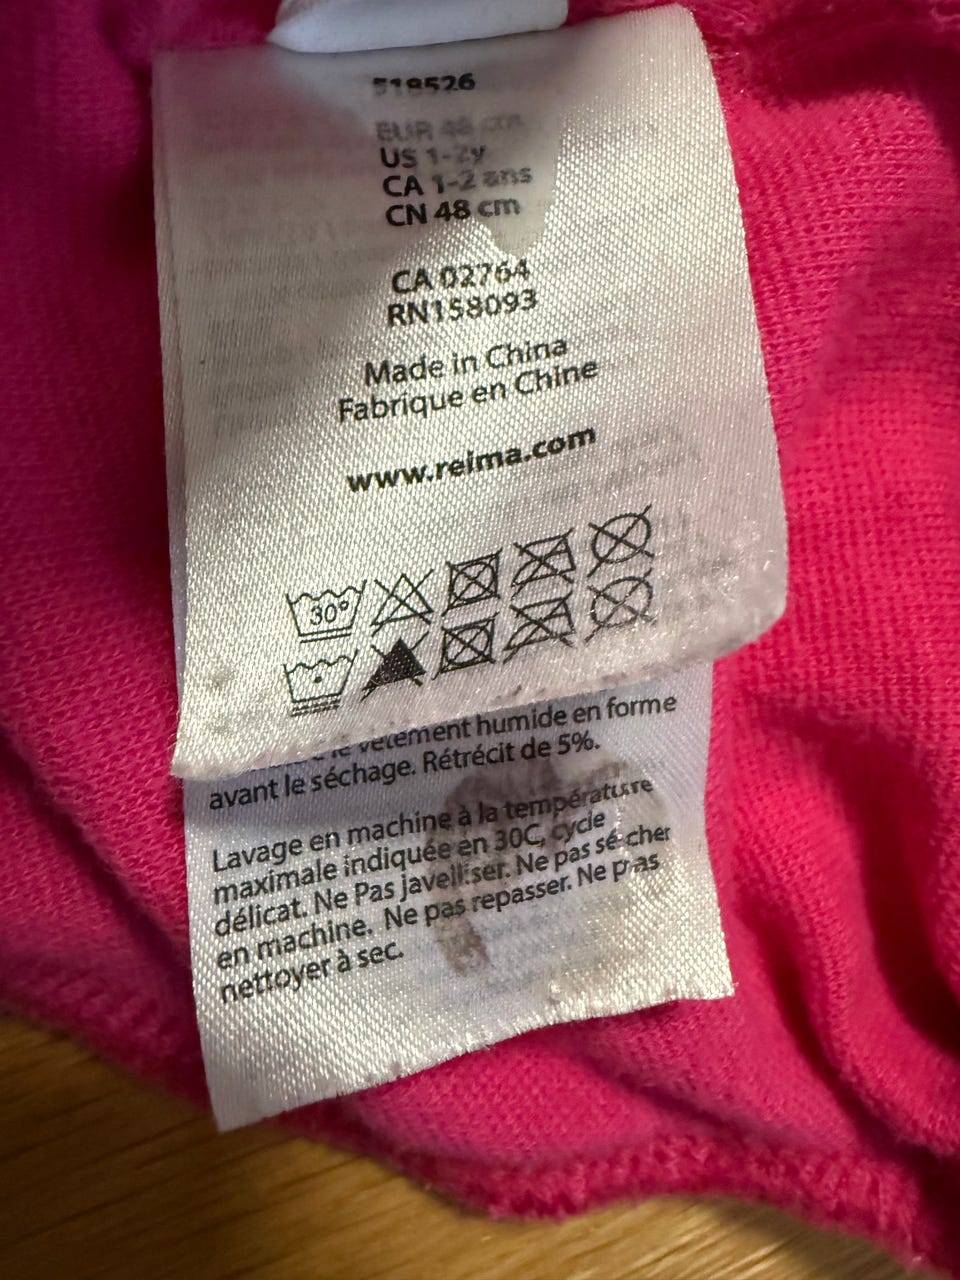 518526
EUR 48 cm
US 1-2y
CA 1-2 ans
CN 48 cm
CA 02764
RN158093
Made in China
Fabrique en Chine
www.reima.com
30°
le vêtement humide en forme
avant le séchage. Rétrécit de 5%.
Lavage en machine à la température
maximale indiquée en 30C, cycle
délicat. Ne Pas javelliser. Ne pas sécher
en machine. Ne pas repasser. Ne pas
nettoyer à sec.